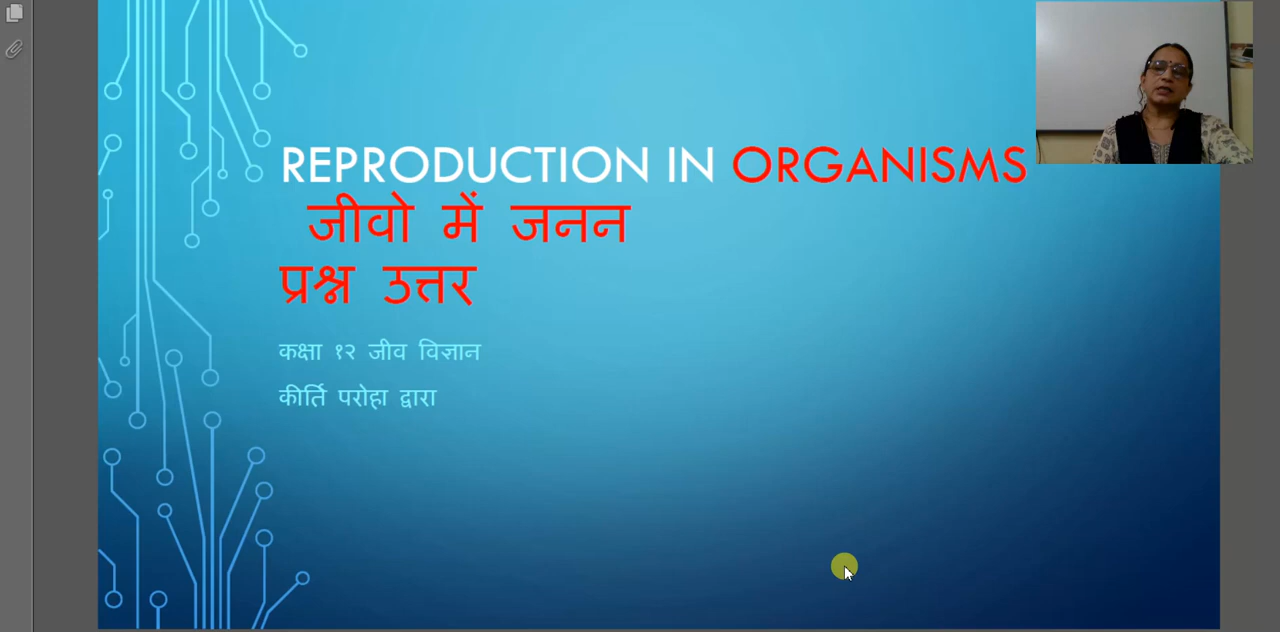 REPRODUCTION IN ORGANISMS
जीवो में जनन
प्रश्न उत्तर
कक्षा १२ जीव विज्ञान
कीर्ति परोहा द्वारा